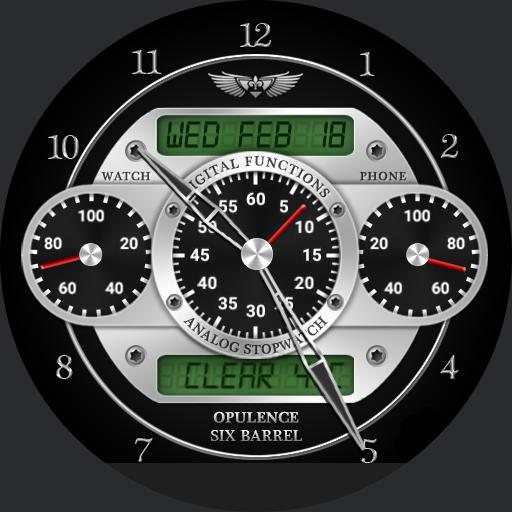 12
11 1
WED FEB 18
10 2
WATCH DIGITAL FUNCTIONS PHONE
60
55 5
100 50 10 100
80 20 45 15 20 80
60 40 40 20 40 60
35 25
30
ANALOG STOPWATCH
8 4
CLEAR
OPULENCE
SIX BARREL
7 5